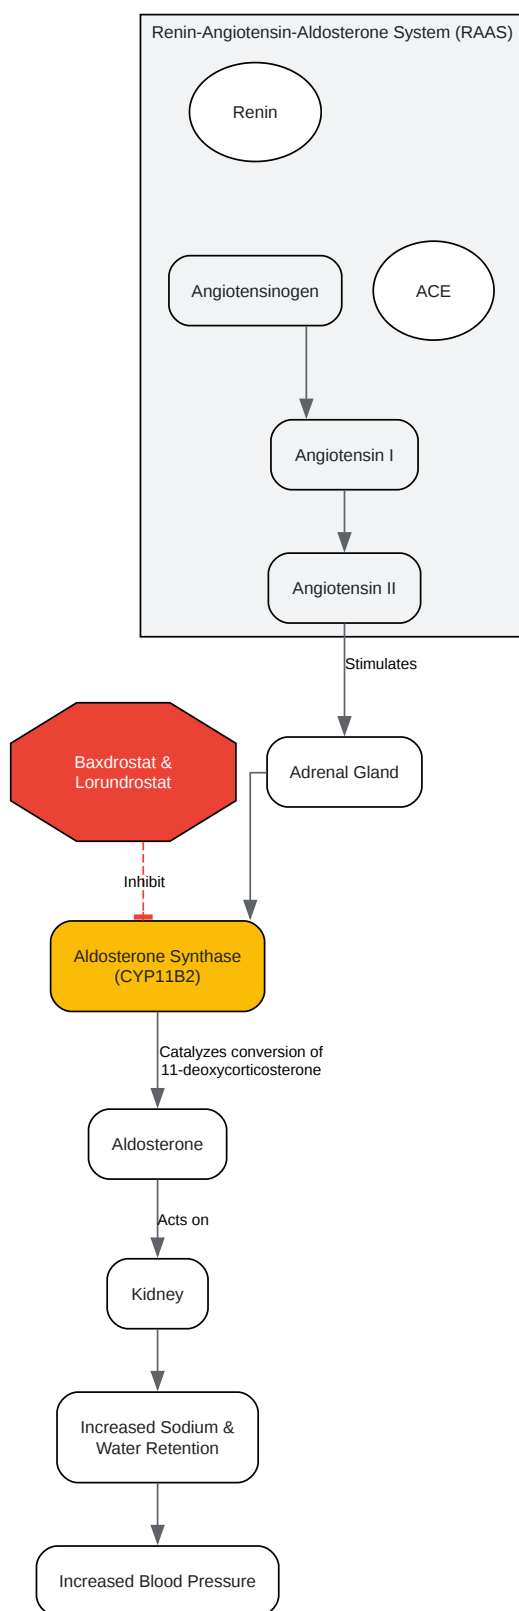 Renin-Angiotensin-Aldosterone System (RAAS)
Renin
Angiotensinogen
ACE
Angiotensin I
Angiotensin II
Stimulates
Baxdrostat &
Lorundrostat
Adrenal Gland
Inhibit
Aldosterone Synthase
(CYP11B2)
Catalyzes conversion of
11-deoxycorticosterone
Aldosterone
Acts on
Kidney
Increased Sodium &
Water Retention
Increased Blood Pressure